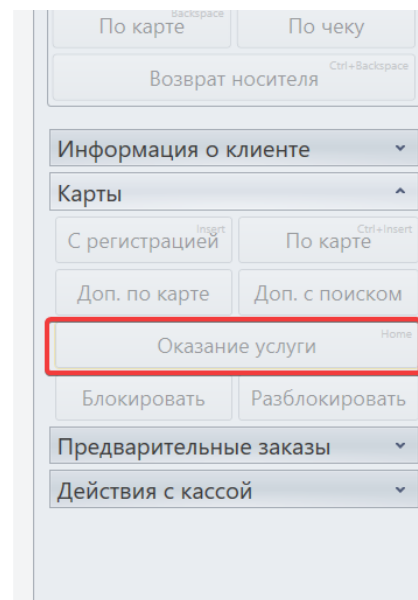 Backspace
По карте
По чеку
Ctrl+Backspace
Возврат носителя
Информация о клиенте
Карты
Insert
С регистрацией
Ctrl+Insert
По карте
Доп. по карте
Доп. с поиском
Home
Оказание услуги
Блокировать
Разблокировать
Предварительные заказы
Действия с кассой